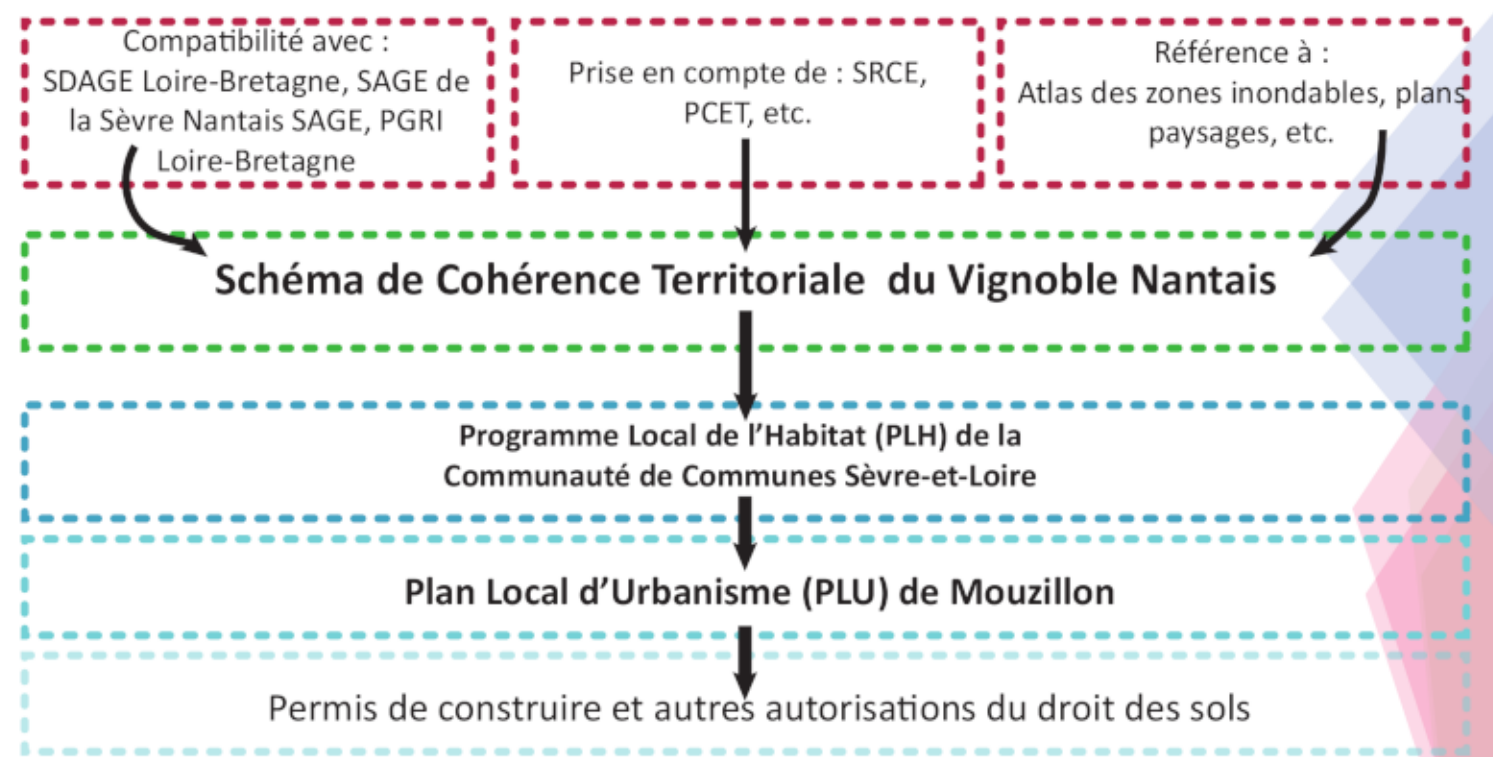 Compatibilité avec :
SDAGE Loire-Bretagne, SAGE de
la Sèvre Nantais SAGE, PGRI
Loire-Bretagne
Prise en compte de : SRCE,
PCET, etc.
Référence à :
Atlas des zones inondables, plans
paysages, etc.
Schéma de Cohérence Territoriale du Vignoble Nantais
Programme Local de l’Habitat (PLH) de la
Communauté de Communes Sèvre-et-Loire
Plan Local d’Urbanisme (PLU) de Mouzillon
Permis de construire et autres autorisations du droit des sols